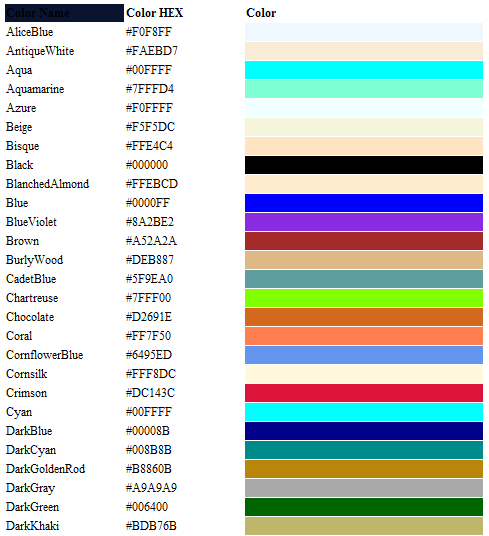 Color Name Color HEX Color
AliceBlue #F0F8FF
AntiqueWhite #FAEBD7
Aqua #00FFFF
Aquamarine #7FFFD4
Azure #F0FFFF
Beige #F5F5DC
Bisque #FFE4C4
Black #000000
BlanchedAlmond #FFEBCD
Blue #0000FF
BlueViolet #8A2BE2
Brown #A52A2A
BurlyWood #DEB887
CadetBlue #5F9EA0
Chartreuse #7FFF00
Chocolate #D2691E
Coral #FF7F50
CornflowerBlue #6495ED
Cornsilk #FFF8DC
Crimson #DC143C
Cyan #00FFFF
DarkBlue #00008B
DarkCyan #008B8B
DarkGoldenRod #B8860B
DarkGray #A9A9A9
DarkGreen #006400
DarkKhaki #BDB76B